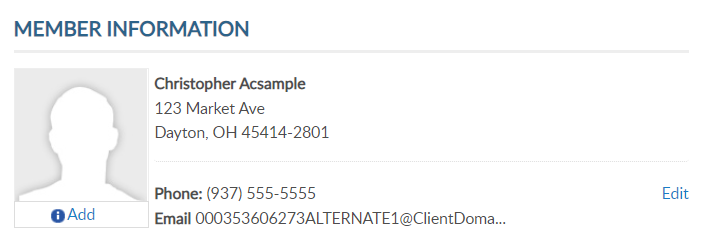 MEMBER INFORMATION
Christopher Acsample
123 Market Ave
Dayton, OH 45414-2801
Phone: (937) 555-5555
Edit
Add
Email 000353606273ALTERNATE1@ClientDoma...